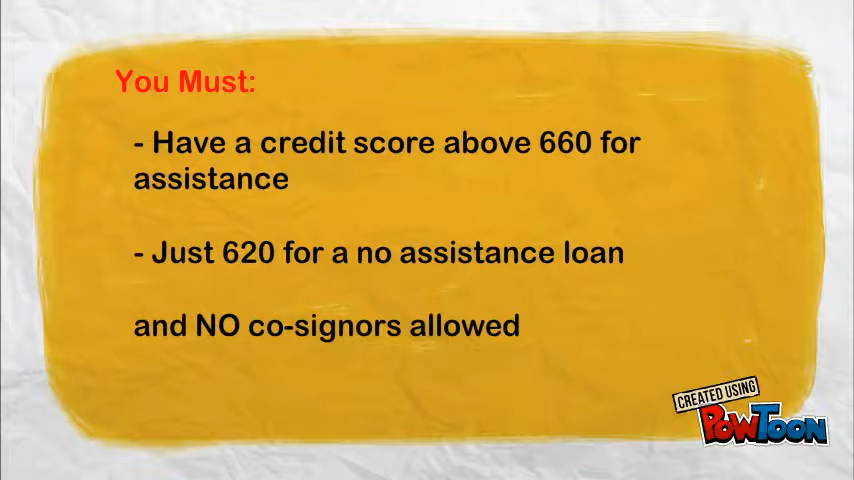 You Must:
- Have a credit score above 660 for
assistance
- Just 620 for a no assistance loan
and NO co-signors allowed
CREATED USING
POWTOON